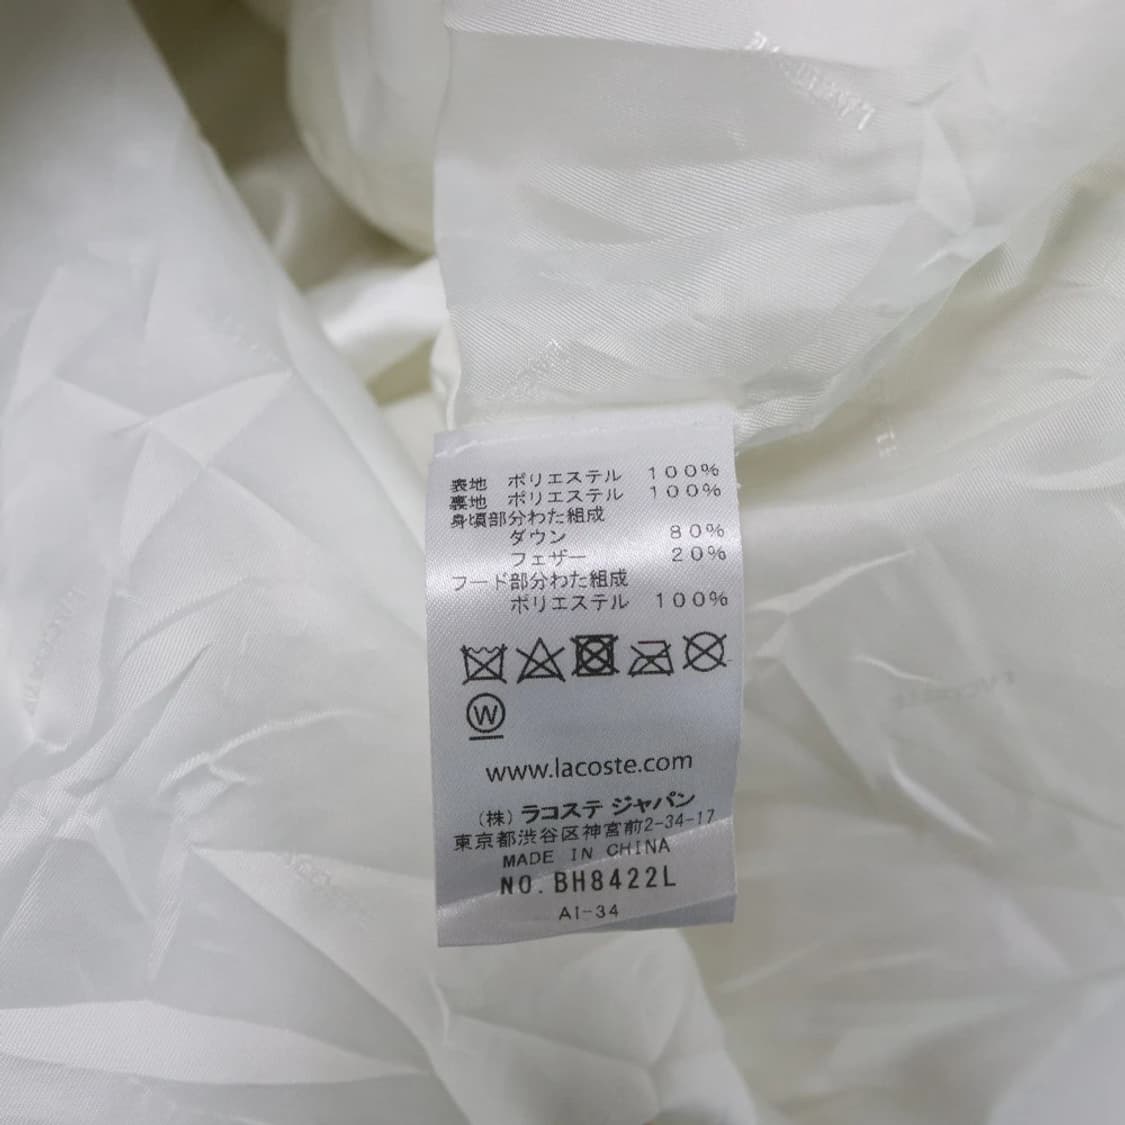 表地 ポリエステル 100%
裏地 ポリエステル 100%
身頃部分わた組成
ダウン 80%
フェザー 20%
フード部分わた組成
ポリエステル 100%
W
www.lacoste.com
(株) ラコステ ジャパン
東京都渋谷区神宮前2-34-17
MADE IN CHINA
NO. BH8422L
AI-34